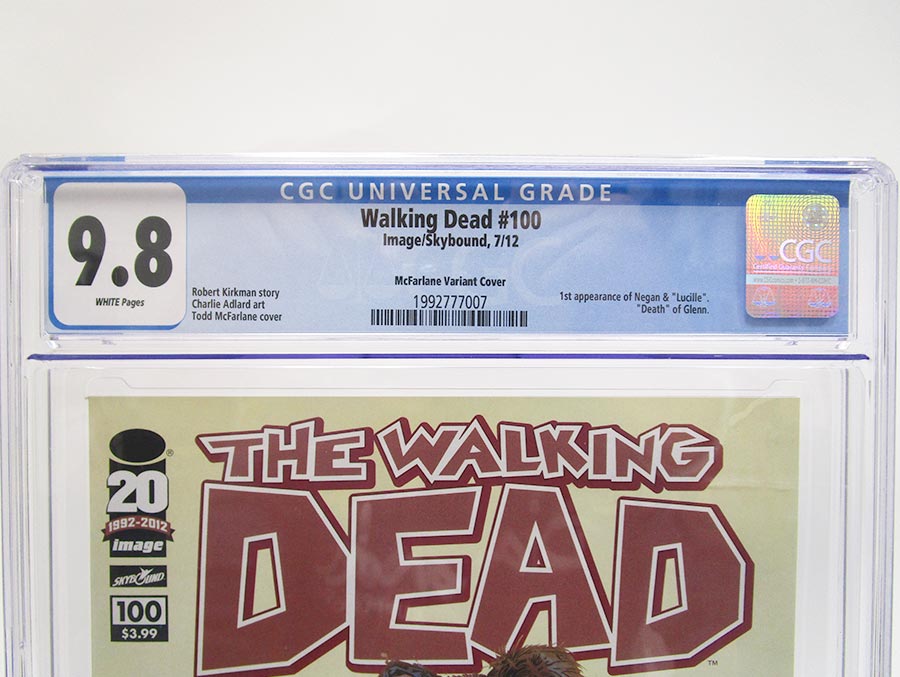 CGC UNIVERSAL GRADE
9.8
WHITE Pages
Walking Dead #100
Image/Skybound, 7/12
McFarlane Variant Cover
1992777007
Robert Kirkman story
Charlie Adlard art
Todd McFarlane cover
1st appearance of Negan & "Lucille".
"Death" of Glenn.
CGC
THE WALKING
DEAD
TM
®
20
1992-2012
image
SKYBOUND
100
$3.99